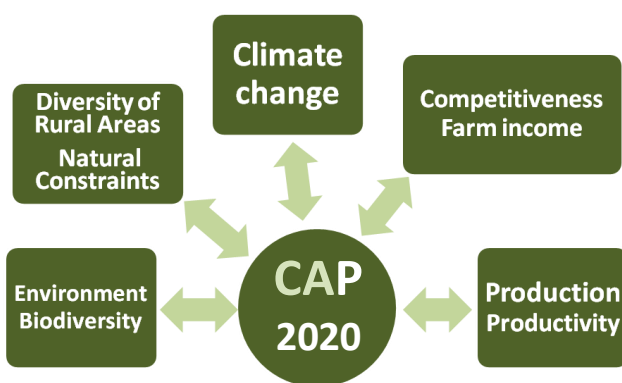 Climate
change
Diversity of
Rural Areas
Natural
Constraints
Competitiveness
Farm income
Environment
Biodiversity
CAP
2020
Production
Productivity